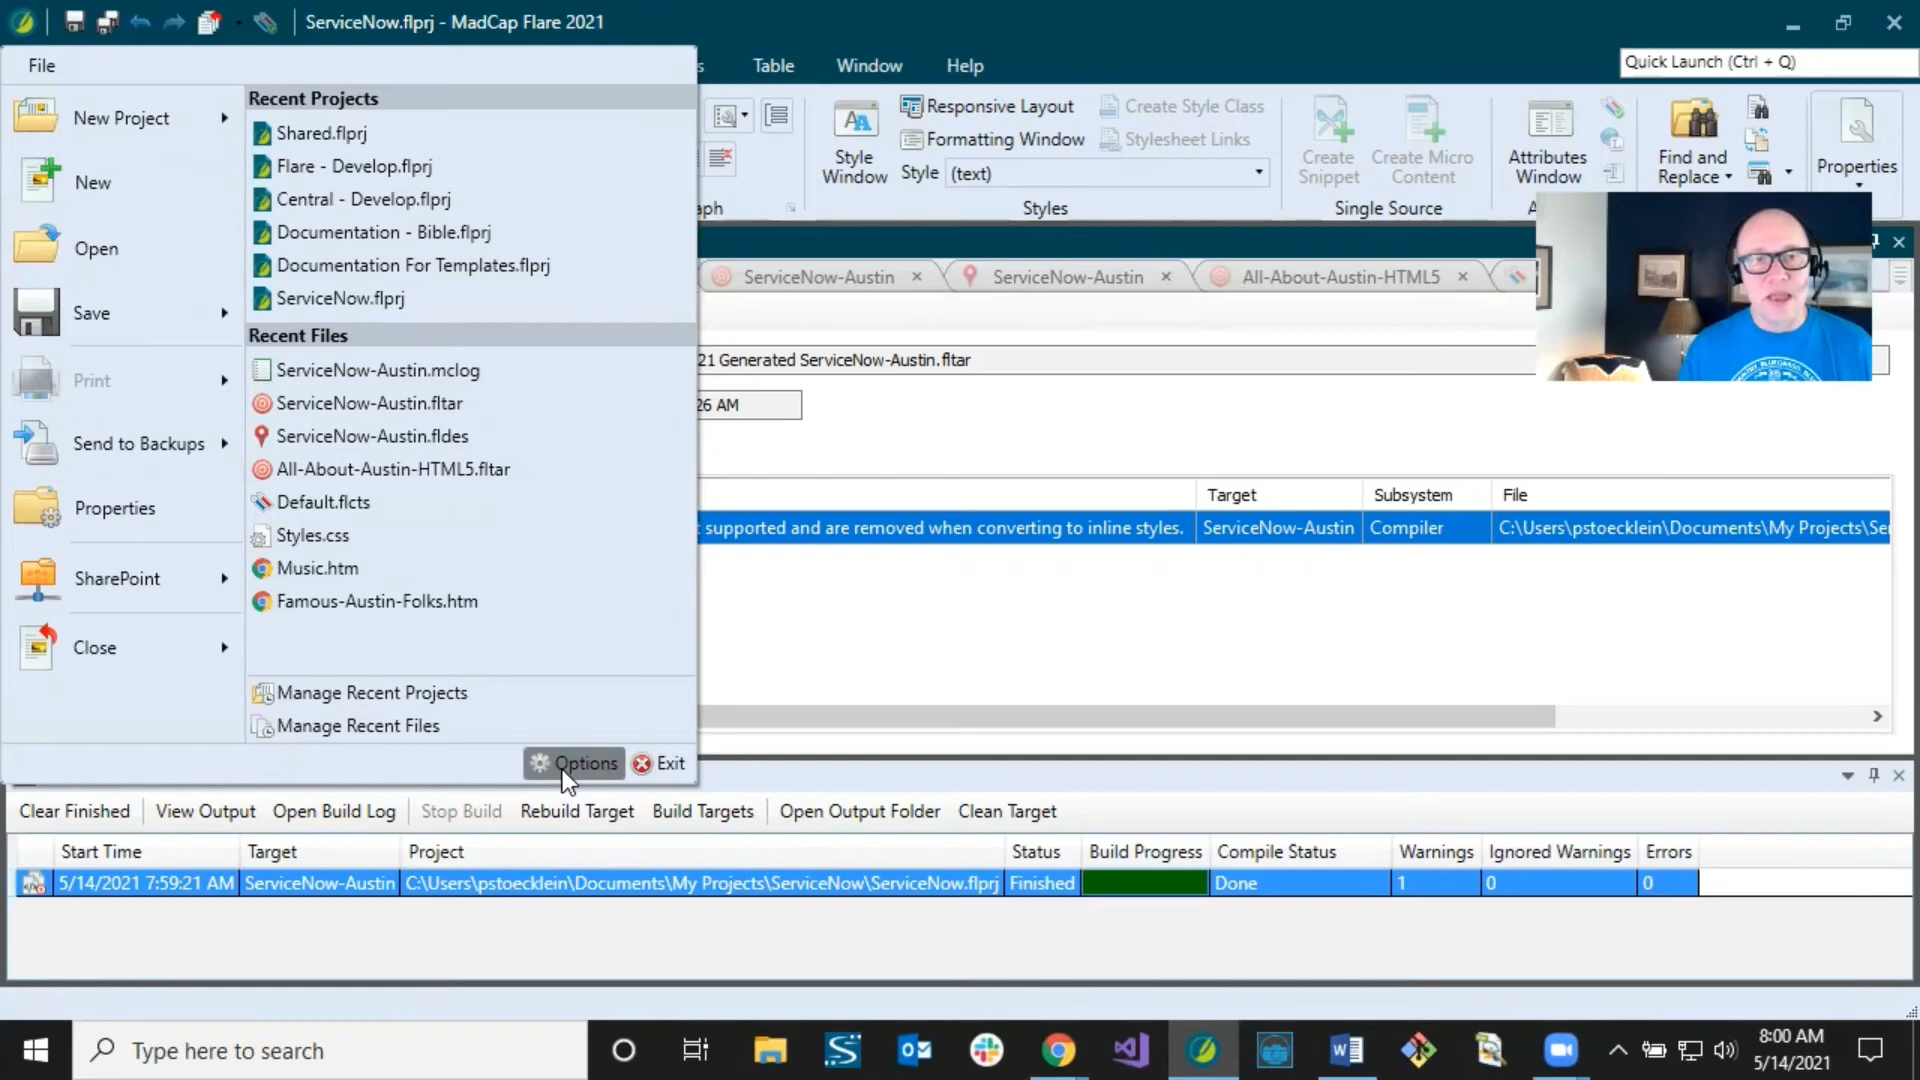 ServiceNow.flprj - MadCap Flare 2021
File
Table
Window
Help
Quick Launch (Ctrl + Q)
New Project
New
Open
Save
Print
Send to Backups
Properties
SharePoint
Close
Recent Projects
Shared.flprj
Flare - Develop.flprj
Central - Develop.flprj
Documentation - Bible.flprj
Documentation For Templates.flprj
ServiceNow.flprj
Recent Files
ServiceNow-Austin.mclog
ServiceNow-Austin.fltar
ServiceNow-Austin.fldes
All-About-Austin-HTML5.fltar
Default.flcts
Styles.css
Music.htm
Famous-Austin-Folks.htm
Manage Recent Projects
Manage Recent Files
Options
Exit
Style Window
Responsive Layout
Formatting Window
Style (text)
Create Style Class
Stylesheet Links
Styles
Create Snippet
Create Micro Content
Single Source
Attributes Window
Find and Replace
Properties
aph
ServiceNow-Austin
ServiceNow-Austin
All-About-Austin-HTML5
21 Generated ServiceNow-Austin.fltar
26 AM
Target Subsystem File
supported and are removed when converting to inline styles. ServiceNow-Austin Compiler C:\Users\pstoecklein\Documents\My Projects\Ser
Clear Finished View Output Open Build Log Stop Build Rebuild Target Build Targets Open Output Folder Clean Target
Start Time Target Project Status Build Progress Compile Status Warnings Ignored Warnings Errors
5/14/2021 7:59:21 AM ServiceNow-Austin C:\Users\pstoecklein\Documents\My Projects\ServiceNow\ServiceNow.flprj Finished Done 1 0 0
Type here to search
8:00 AM
5/14/2021